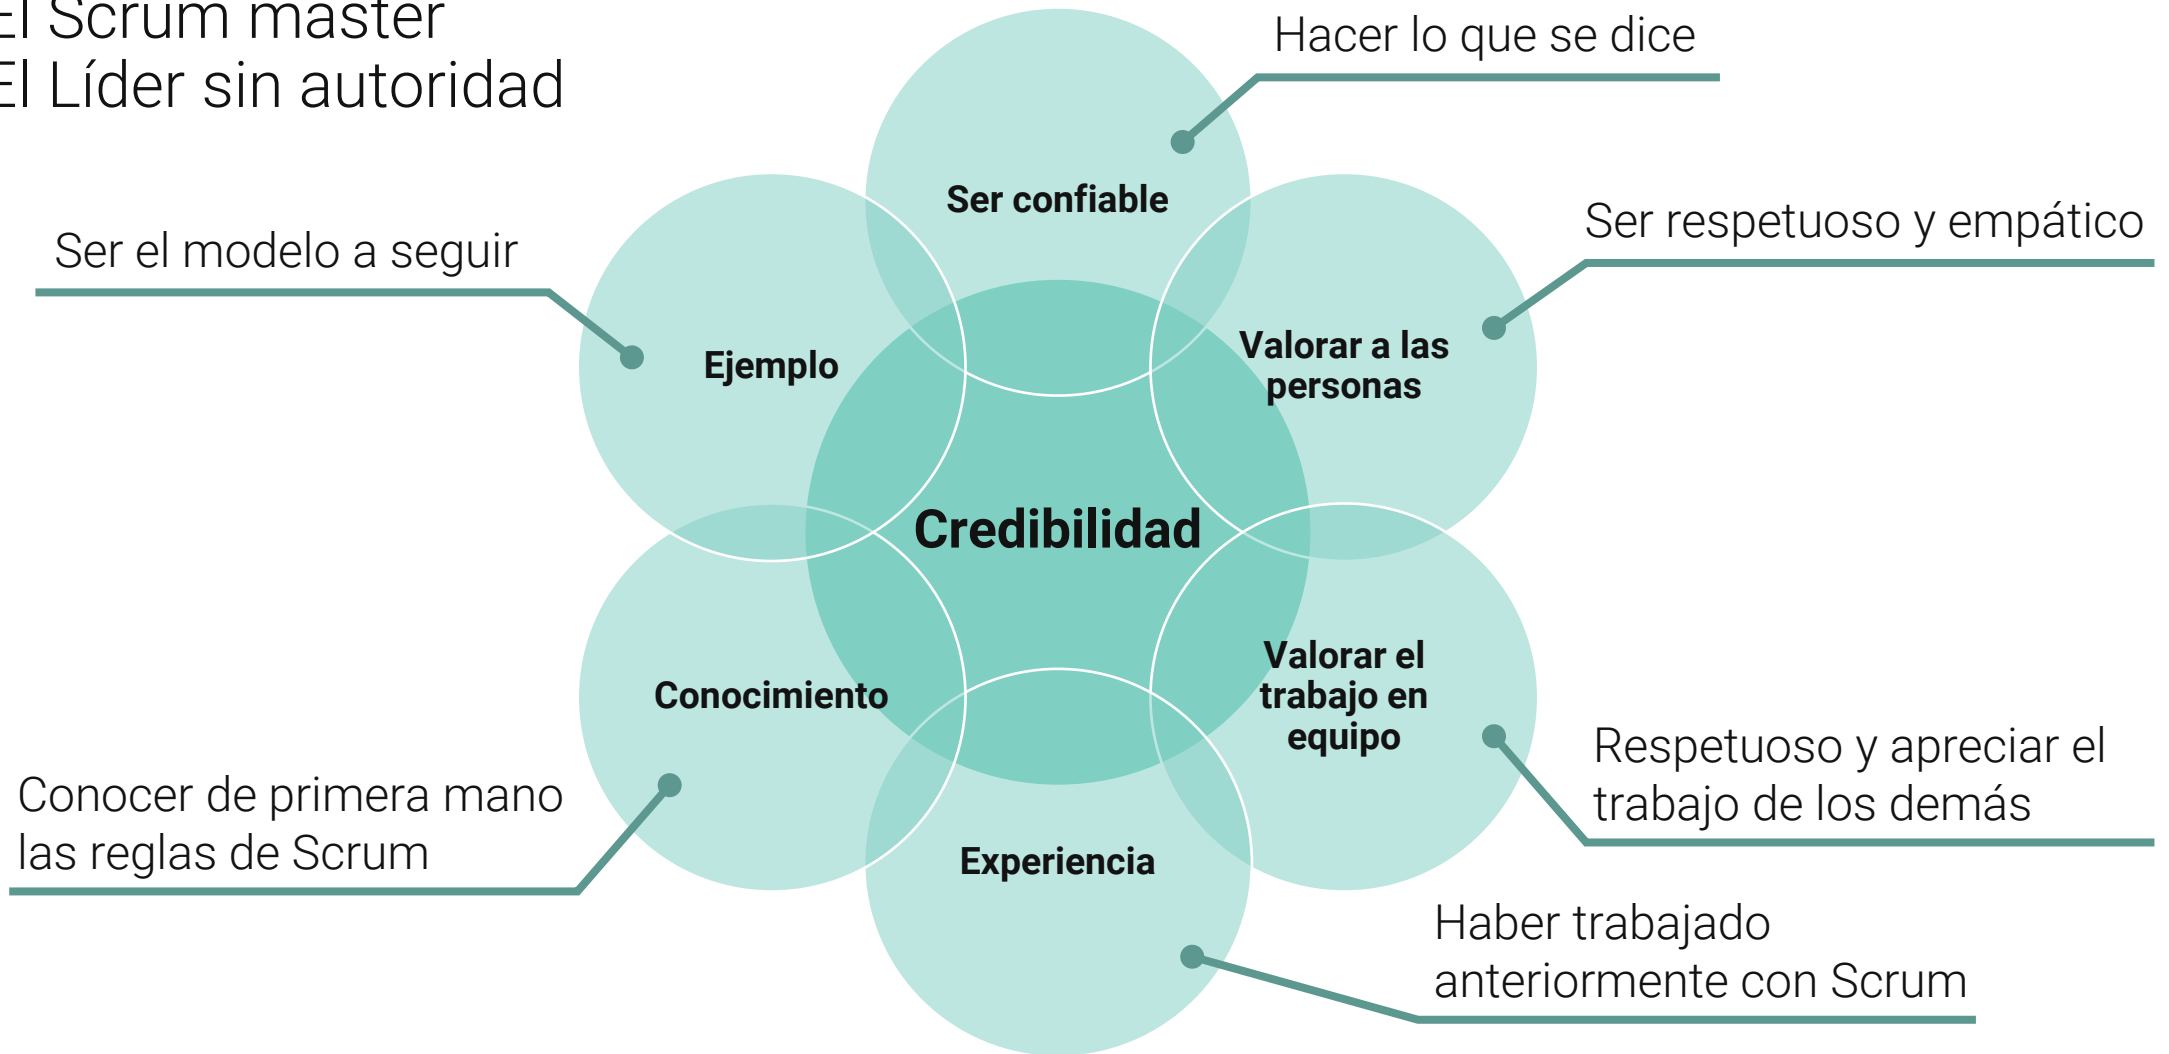 El Scrum master
El Líder sin autoridad
Hacer lo que se dice
Ser confiable
Ser respetuoso y empático
Ser el modelo a seguir
Valorar a las
personas
Ejemplo
Credibilidad
Valorar el
trabajo en
equipo
Conocimiento
Respetuoso y apreciar el
trabajo de los demás
Conocer de primera mano
las reglas de Scrum
Experiencia
Haber trabajado
anteriormente con Scrum